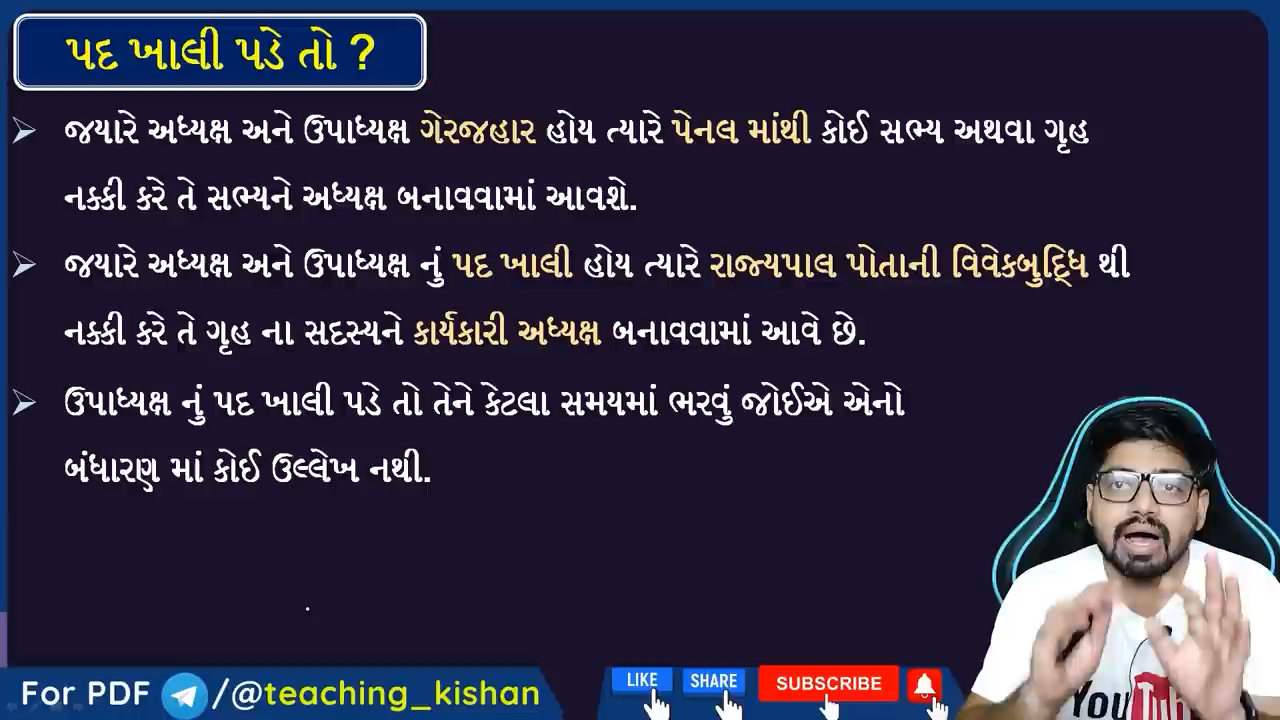 પદ ખાલી પડે તો ?
જયારે અધ્યક્ષ અને ઉપાધ્યક્ષ ગેરજહાર હોય ત્યારે પેનલ માંથી કોઈ સભ્ય અથવા ગૃહ
નક્કી કરે તે સભ્યને અધ્યક્ષ બનાવવામાં આવશે.
જયારે અધ્યક્ષ અને ઉપાધ્યક્ષ નું પદ ખાલી હોય ત્યારે રાજ્યપાલ પોતાની વિવેકબુદ્ધિ થી
નક્કી કરે તે ગૃહ ના સદસ્યને કાર્યકારી અધ્યક્ષ બનાવવામાં આવે છે.
ઉપાધ્યક્ષ નું પદ ખાલી પડે તો તેને કેટલા સમયમાં ભરવું જોઈએ એનો
બંધારણ માં કોઈ ઉલ્લેખ નથી.
You
For PDF /@teaching_kishan
LIKE SHARE SUBSCRIBE